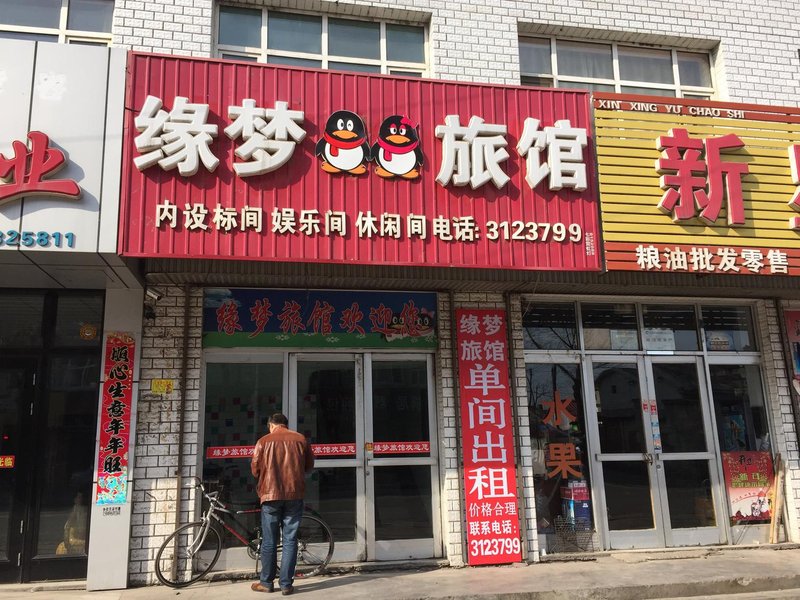 业
325811
顺心生意年年旺
缘梦 旅馆
内设标间 娱乐间 休闲间 电话: 3123799
缘梦旅馆欢迎您
缘梦旅馆欢迎您
缘梦旅馆欢迎您
缘梦
旅馆
单间出租
价格合理
联系电话:
3123799
XIN XING YU CHAO SHI
新
粮油批发零售
水果